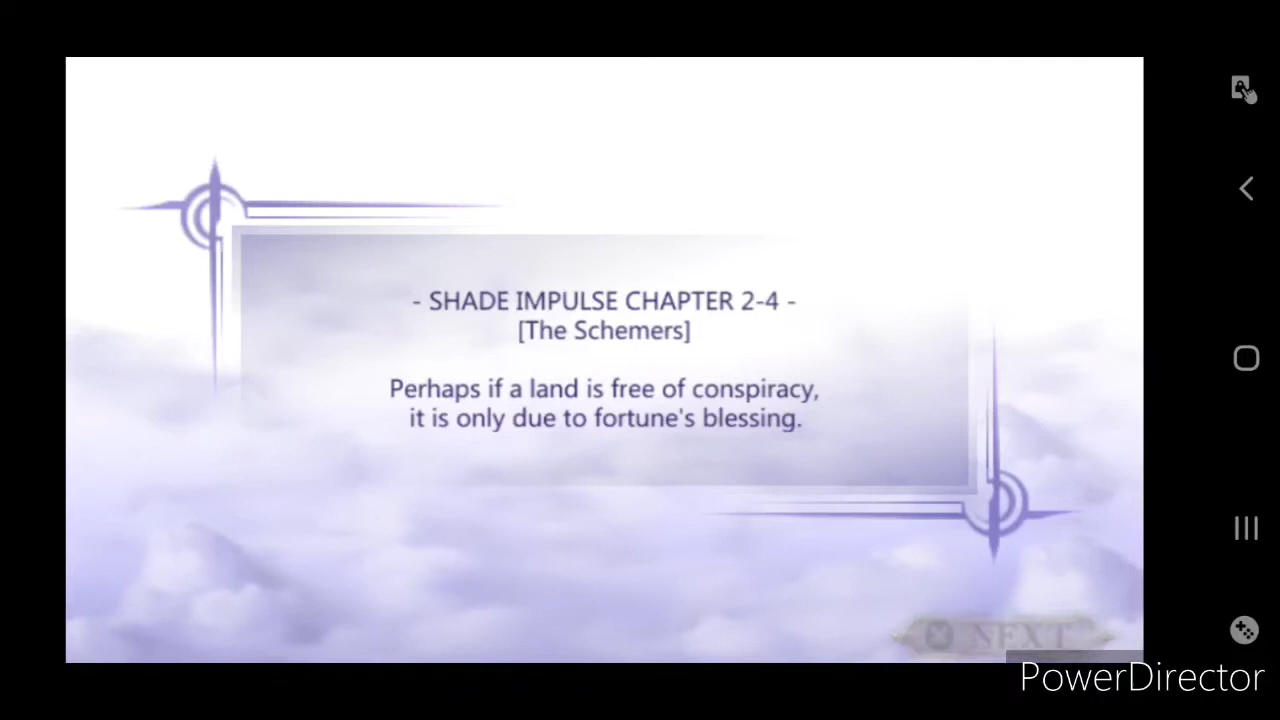 - SHADE IMPULSE CHAPTER 2-4 -
[The Schemers]
Perhaps if a land is free of conspiracy,
it is only due to fortune's blessing.
NEXT
PowerDirector